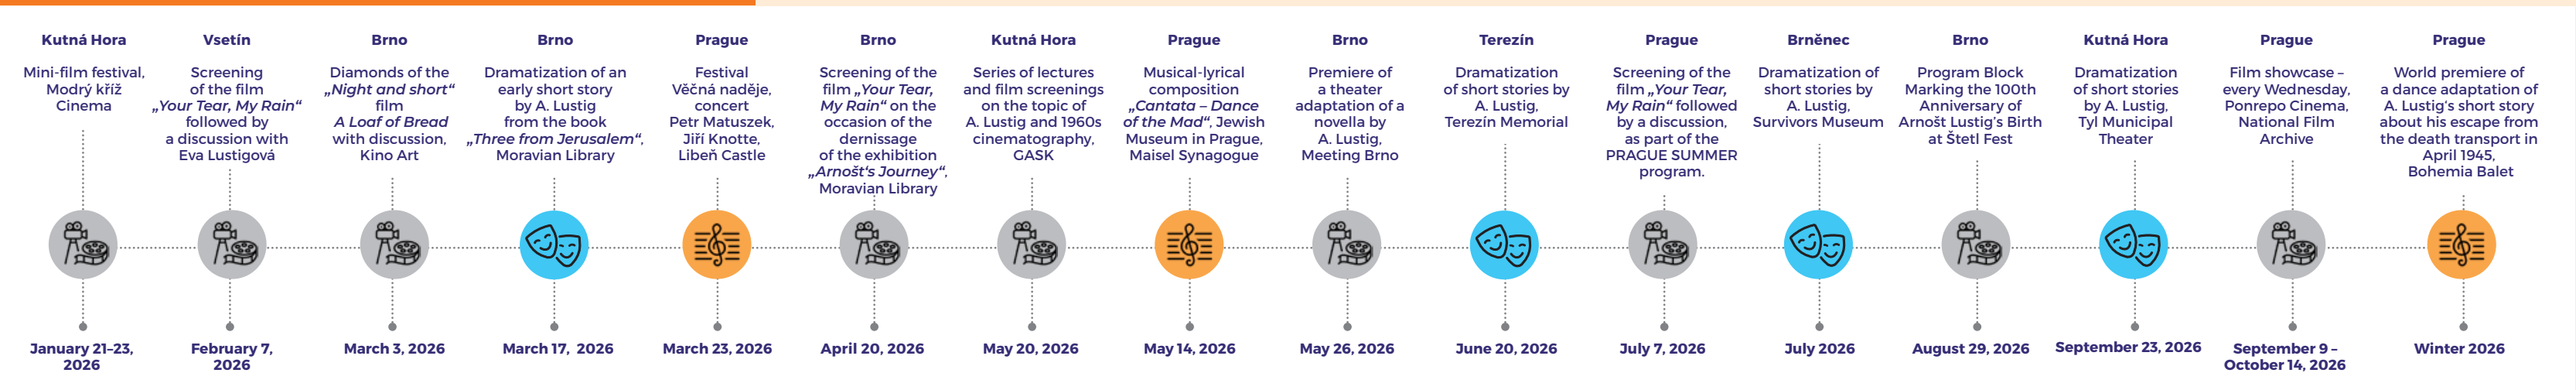 Kutná Hora
Mini-film festival,
Modrý kříž
Cinema
January 21–23,
2026
Vsetín
Screening
of the film
„Your Tear, My Rain“
followed by
a discussion with
Eva Lustigová
February 7,
2026
Brno
Diamonds of the
„Night and short“
film
A Loaf of Bread
with discussion,
Kino Art
March 3, 2026
Brno
Dramatization of an
early short story
by A. Lustig
from the book
„Three from Jerusalem“,
Moravian Library
March 17, 2026
Prague
Festival
Věčná naděje,
concert
Petr Matuszek,
Jiří Knotte,
Libeň Castle
March 23, 2026
Brno
Screening of the
film „Your Tear,
My Rain“ on the
occasion of the
dernissage
of the exhibition
„Arnošt‘s Journey“,
Moravian Library
April 20, 2026
Kutná Hora
Series of lectures
and film screenings
on the topic of
A. Lustig and 1960s
cinematography,
GASK
May 20, 2026
Prague
Musical-lyrical
composition
„Cantata – Dance
of the Mad“, Jewish
Museum in Prague,
Maisel Synagogue
May 14, 2026
Brno
Premiere of
a theater
adaptation of a
novella by
A. Lustig,
Meeting Brno
May 26, 2026
Terezín
Dramatization
of short stories by
A. Lustig,
Terezín Memorial
June 20, 2026
Prague
Screening of the
film „Your Tear,
My Rain“ followed
by a discussion,
as part of the
PRAGUE SUMMER
program.
July 7, 2026
Brněnec
Dramatization of
short stories by
A. Lustig,
Survivors Museum
July 2026
Brno
Program Block
Marking the 100th
Anniversary of
Arnošt Lustig’s Birth
at Štetl Fest
August 29, 2026
Kutná Hora
Dramatization
of short stories
by A. Lustig,
Tyl Municipal
Theater
September 23, 2026
Prague
Film showcase –
every Wednesday,
Ponrepo Cinema,
National Film
Archive
September 9 –
October 14, 2026
Prague
World premiere of
a dance adaptation of
A. Lustig‘s short story
about his escape from
the death transport in
April 1945,
Bohemia Balet
Winter 2026